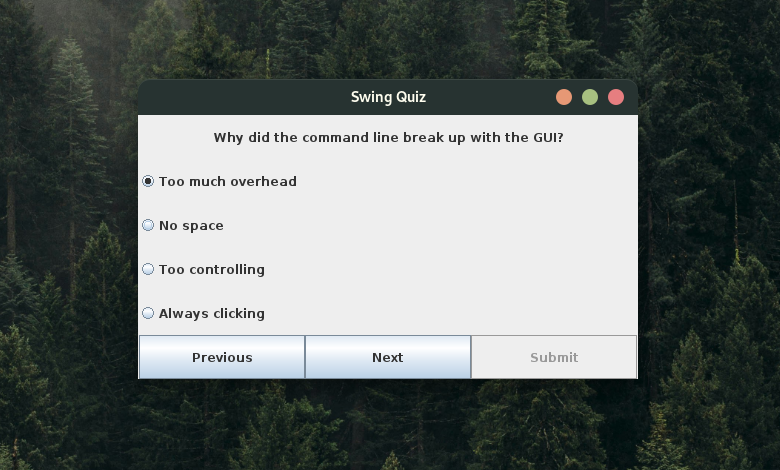 Swing Quiz
Why did the command line break up with the GUI?
Too much overhead
No space
Too controlling
Always clicking
Previous Next Submit